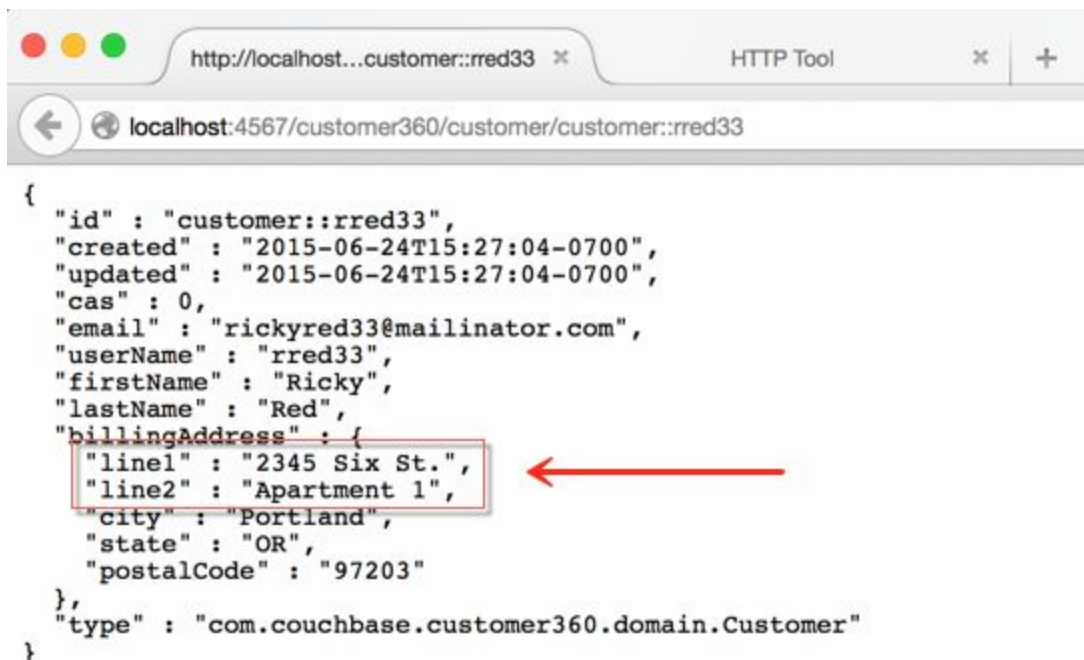 http://localhost...customer::rred33 × HTTP Tool × +
localhost:4567/customer360/customer/customer::rred33
{
"id" : "customer::rred33",
"created" : "2015-06-24T15:27:04-0700",
"updated" : "2015-06-24T15:27:04-0700",
"cas" : 0,
"email" : "rickyred33@mailinator.com",
"userName" : "rred33",
"firstName" : "Ricky",
"lastName" : "Red",
"billingAddress" : {
"line1" : "2345 Six St.",
"line2" : "Apartment 1",
"city" : "Portland",
"state" : "OR",
"postalCode" : "97203"
},
"type" : "com.couchbase.customer360.domain.Customer"
}